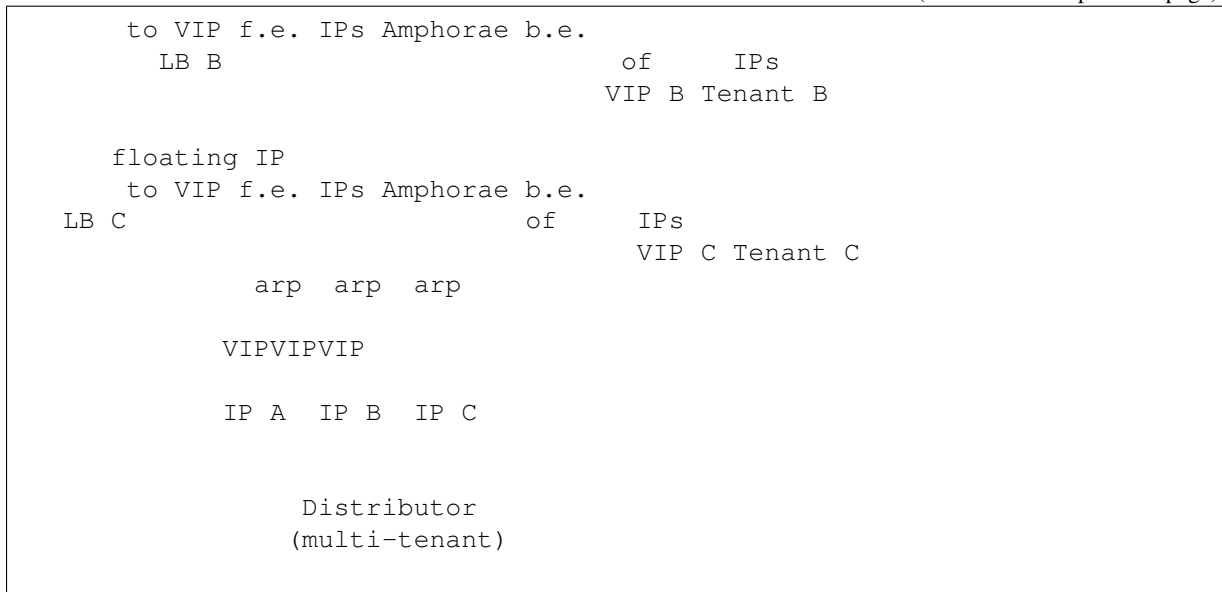 to VIP f.e. IPs Amphorae b.e.
LB B of IPs
VIP B Tenant B
floating IP
to VIP f.e. IPs Amphorae b.e.
LB C of IPs
VIP C Tenant C
arp arp arp
VIPVIPVIP
IP A IP B IP C
Distributor
(multi-tenant)